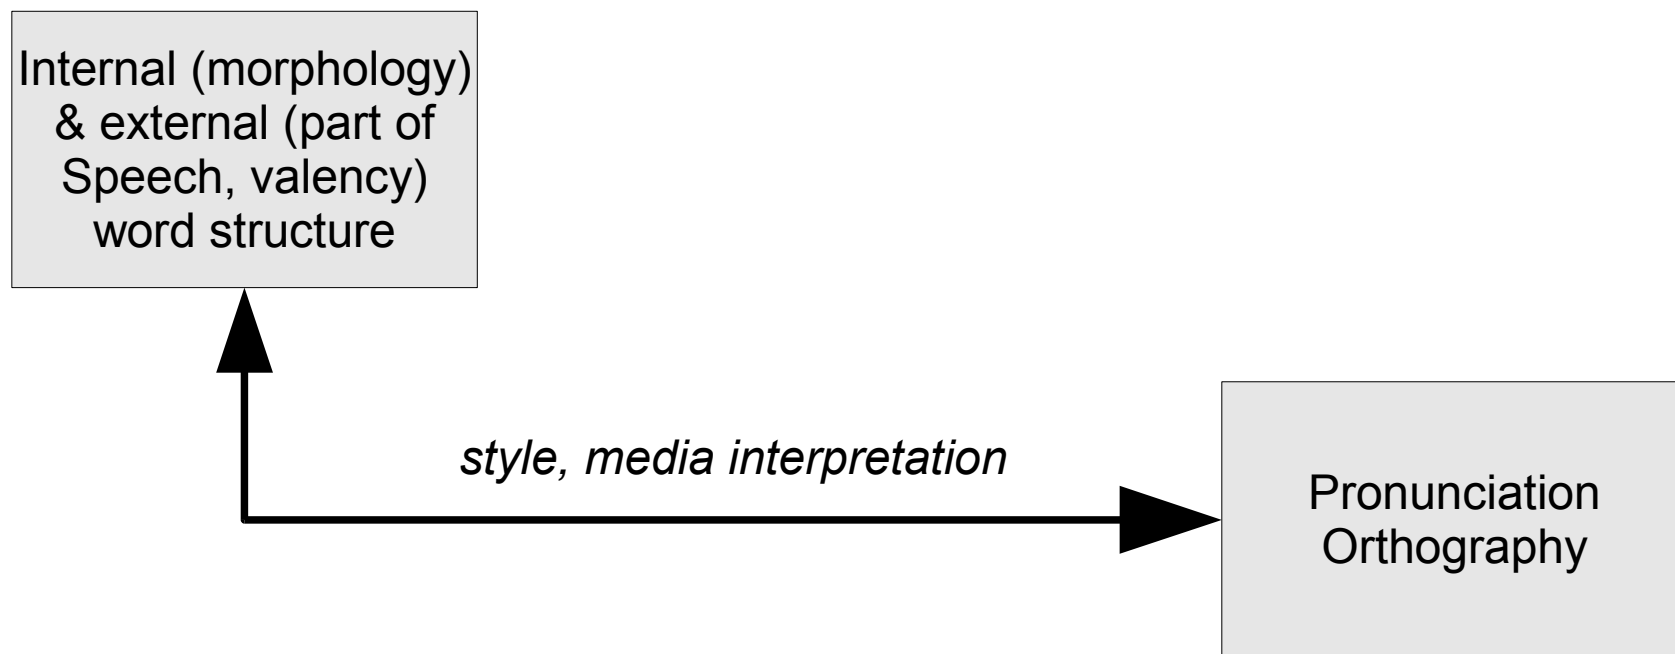 Internal (morphology)
& external (part of
Speech, valency)
word structure
style, media interpretation
Pronunciation
Orthography